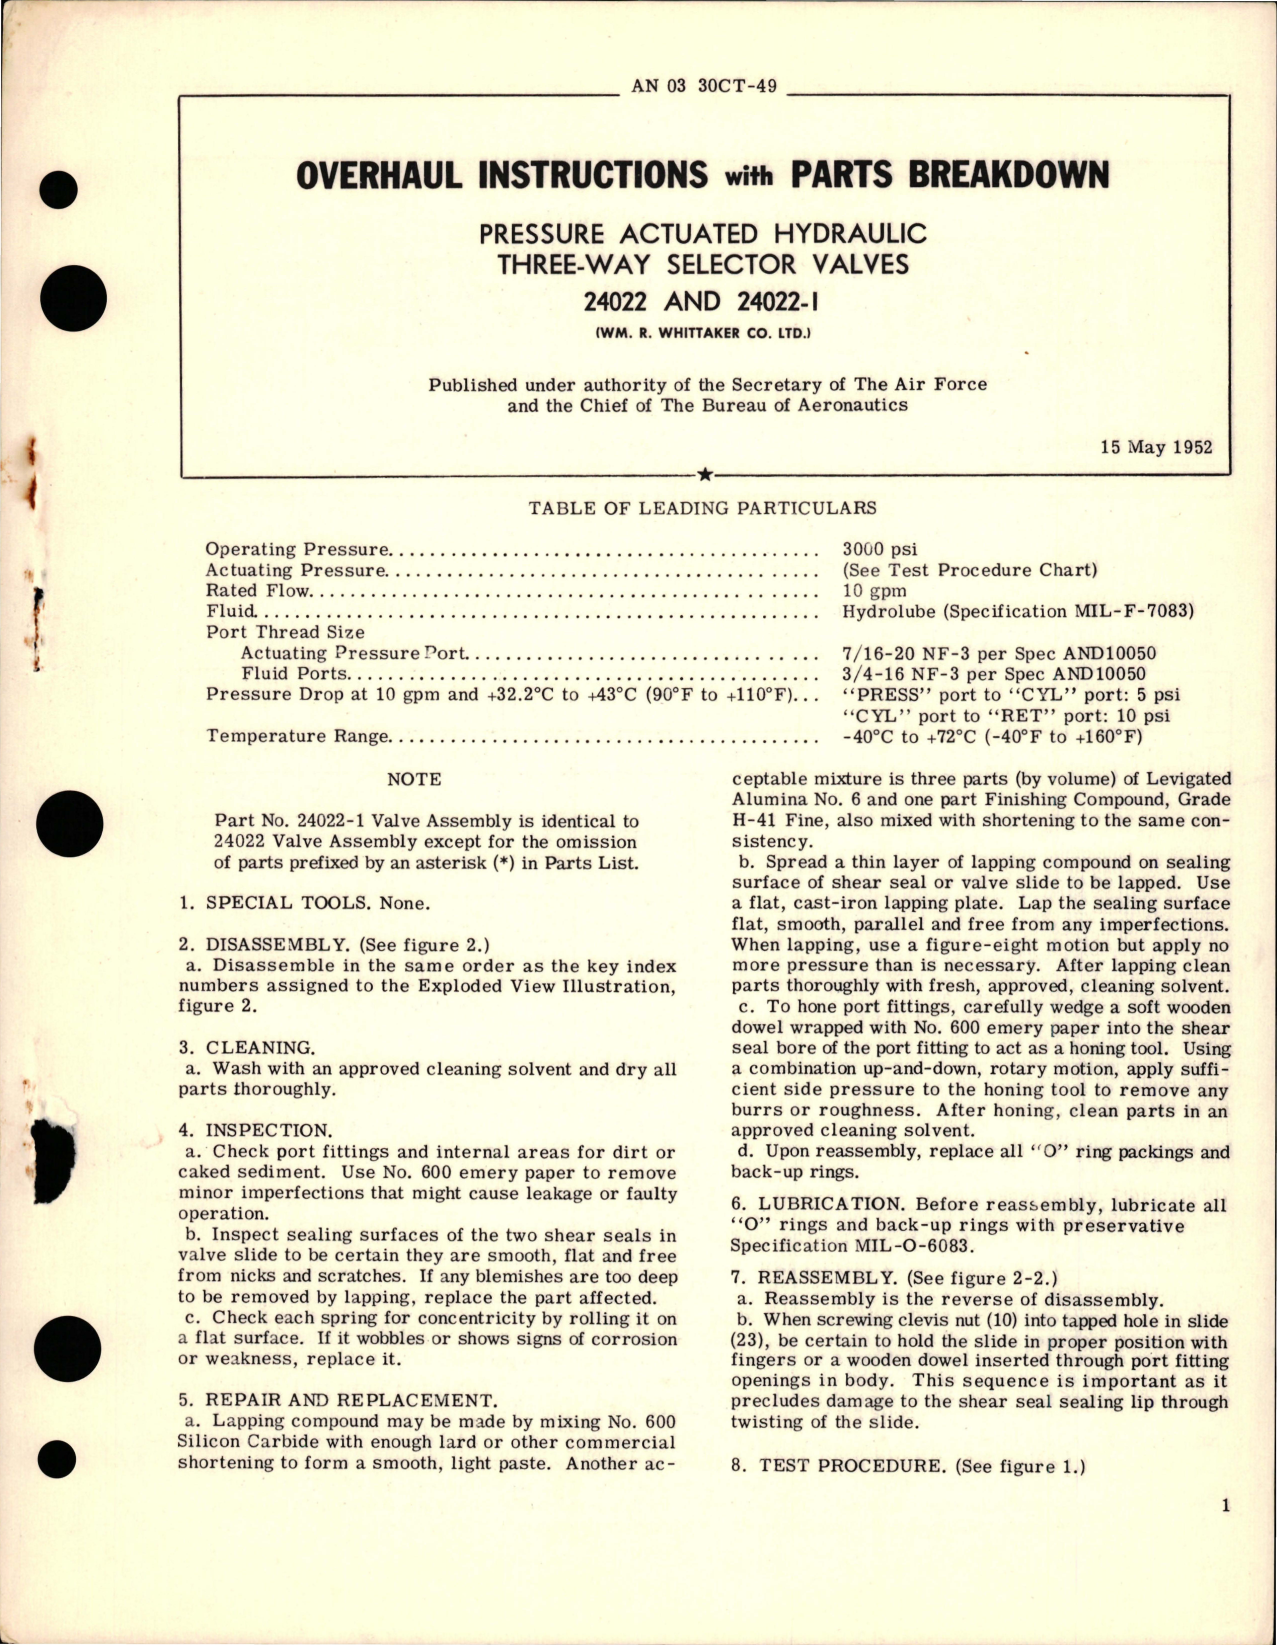 AN 03 30CT-49
OVERHAUL INSTRUCTIONS with PARTS BREAKDOWN
PRESSURE ACTUATED HYDRAULIC
THREE-WAY SELECTOR VALVES
24022 AND 24022-1
(WM. R. WHITTAKER CO. LTD.)
Published under authority of the Secretary of The Air Force
and the Chief of The Bureau of Aeronautics
15 May 1952
TABLE OF LEADING PARTICULARS
Operating Pressure. . . . . . . . . . . . . . . . . . . . 3000 psi
Actuating Pressure. . . . . . . . . . . . . . . . . . . . (See Test Procedure Chart)
Rated Flow. . . . . . . . . . . . . . . . . . . . 10 gpm
Fluid. . . . . . . . . . . . . . . . . . . . Hydrolube (Specification MIL-F-7083)
Port Thread Size
Actuating Pressure Port. . . . . . . . . . . . . . . . . . . . 7/16-20 NF-3 per Spec AND10050
Fluid Ports. . . . . . . . . . . . . . . . . . . . 3/4-16 NF-3 per Spec AND10050
Pressure Drop at 10 gpm and +32.2°C to +43°C (90°F to +110°F). . . "PRESS" port to "CYL" port: 5 psi
"CYL" port to "RET" port: 10 psi
Temperature Range. . . . . . . . . . . . . . . . . . . . -40°C to +72°C (-40°F to +160°F)
NOTE
Part No. 24022-1 Valve Assembly is identical to
24022 Valve Assembly except for the omission
of parts prefixed by an asterisk (*) in Parts List.
1. SPECIAL TOOLS. None.
2. DISASSEMBLY. (See figure 2.)
a. Disassemble in the same order as the key index
numbers assigned to the Exploded View Illustration,
figure 2.
3. CLEANING.
a. Wash with an approved cleaning solvent and dry all
parts thoroughly.
4. INSPECTION.
a. Check port fittings and internal areas for dirt or
caked sediment. Use No. 600 emery paper to remove
minor imperfections that might cause leakage or faulty
operation.
b. Inspect sealing surfaces of the two shear seals in
valve slide to be certain they are smooth, flat and free
from nicks and scratches. If any blemishes are too deep
to be removed by lapping, replace the part affected.
c. Check each spring for concentricity by rolling it on
a flat surface. If it wobbles or shows signs of corrosion
or weakness, replace it.
5. REPAIR AND REPLACEMENT.
a. Lapping compound may be made by mixing No. 600
Silicon Carbide with enough lard or other commercial
shortening to form a smooth, light paste. Another ac-
ceptable mixture is three parts (by volume) of Levigated
Alumina No. 6 and one part Finishing Compound, Grade
H-41 Fine, also mixed with shortening to the same con-
sistency.
b. Spread a thin layer of lapping compound on sealing
surface of shear seal or valve slide to be lapped. Use
a flat, cast-iron lapping plate. Lap the sealing surface
flat, smooth, parallel and free from any imperfections.
When lapping, use a figure-eight motion but apply no
more pressure than is necessary. After lapping clean
parts thoroughly with fresh, approved, cleaning solvent.
c. To hone port fittings, carefully wedge a soft wooden
dowel wrapped with No. 600 emery paper into the shear
seal bore of the port fitting to act as a honing tool. Using
a combination up-and-down, rotary motion, apply suffi-
cient side pressure to the honing tool to remove any
burrs or roughness. After honing, clean parts in an
approved cleaning solvent.
d. Upon reassembly, replace all "O" ring packings and
back-up rings.
6. LUBRICATION. Before reassembly, lubricate all
"O" rings and back-up rings with preservative
Specification MIL-O-6083.
7. REASSEMBLY. (See figure 2-2.)
a. Reassembly is the reverse of disassembly.
b. When screwing clevis nut (10) into tapped hole in slide
(23), be certain to hold the slide in proper position with
fingers or a wooden dowel inserted through port fitting
openings in body. This sequence is important as it
precludes damage to the shear seal sealing lip through
twisting of the slide.
8. TEST PROCEDURE. (See figure 1.)
1